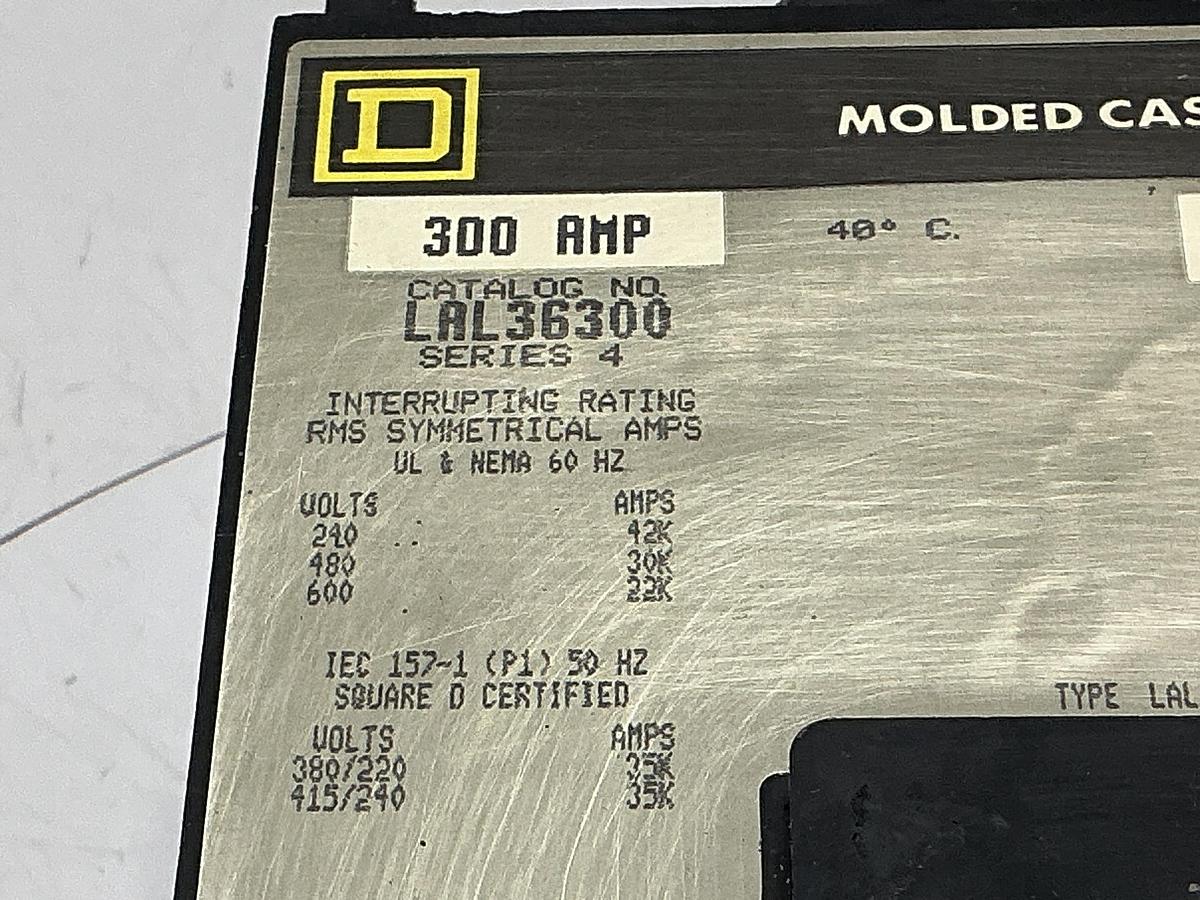 D
MOLDED CAS
300 AMP
40° C.
CATALOG NO.
LAL36300
SERIES 4
INTERRUPTING RATING
RMS SYMMETRICAL AMPS
UL & NEMA 60 HZ
VOLTS AMPS
240 42K
480 30K
600 22K
IEC 157-1 (P1) 50 HZ
SQUARE D CERTIFIED
TYPE LAL
VOLTS AMPS
380/220 35K
415/240 35K